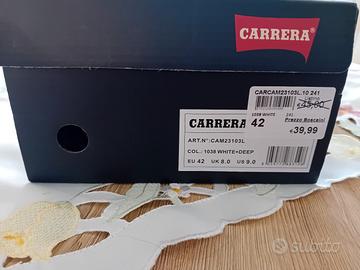 CARRERA
CARCAM23103L.10 241
€45,00
1038 WHITE 241
42 Prezzo Boscaini
€39,99
CARRERA
ART.N°:CAM23103L
COL.: 1038 WHITE+DEEP
EU 42 UK 8.0 US 9.0
subito